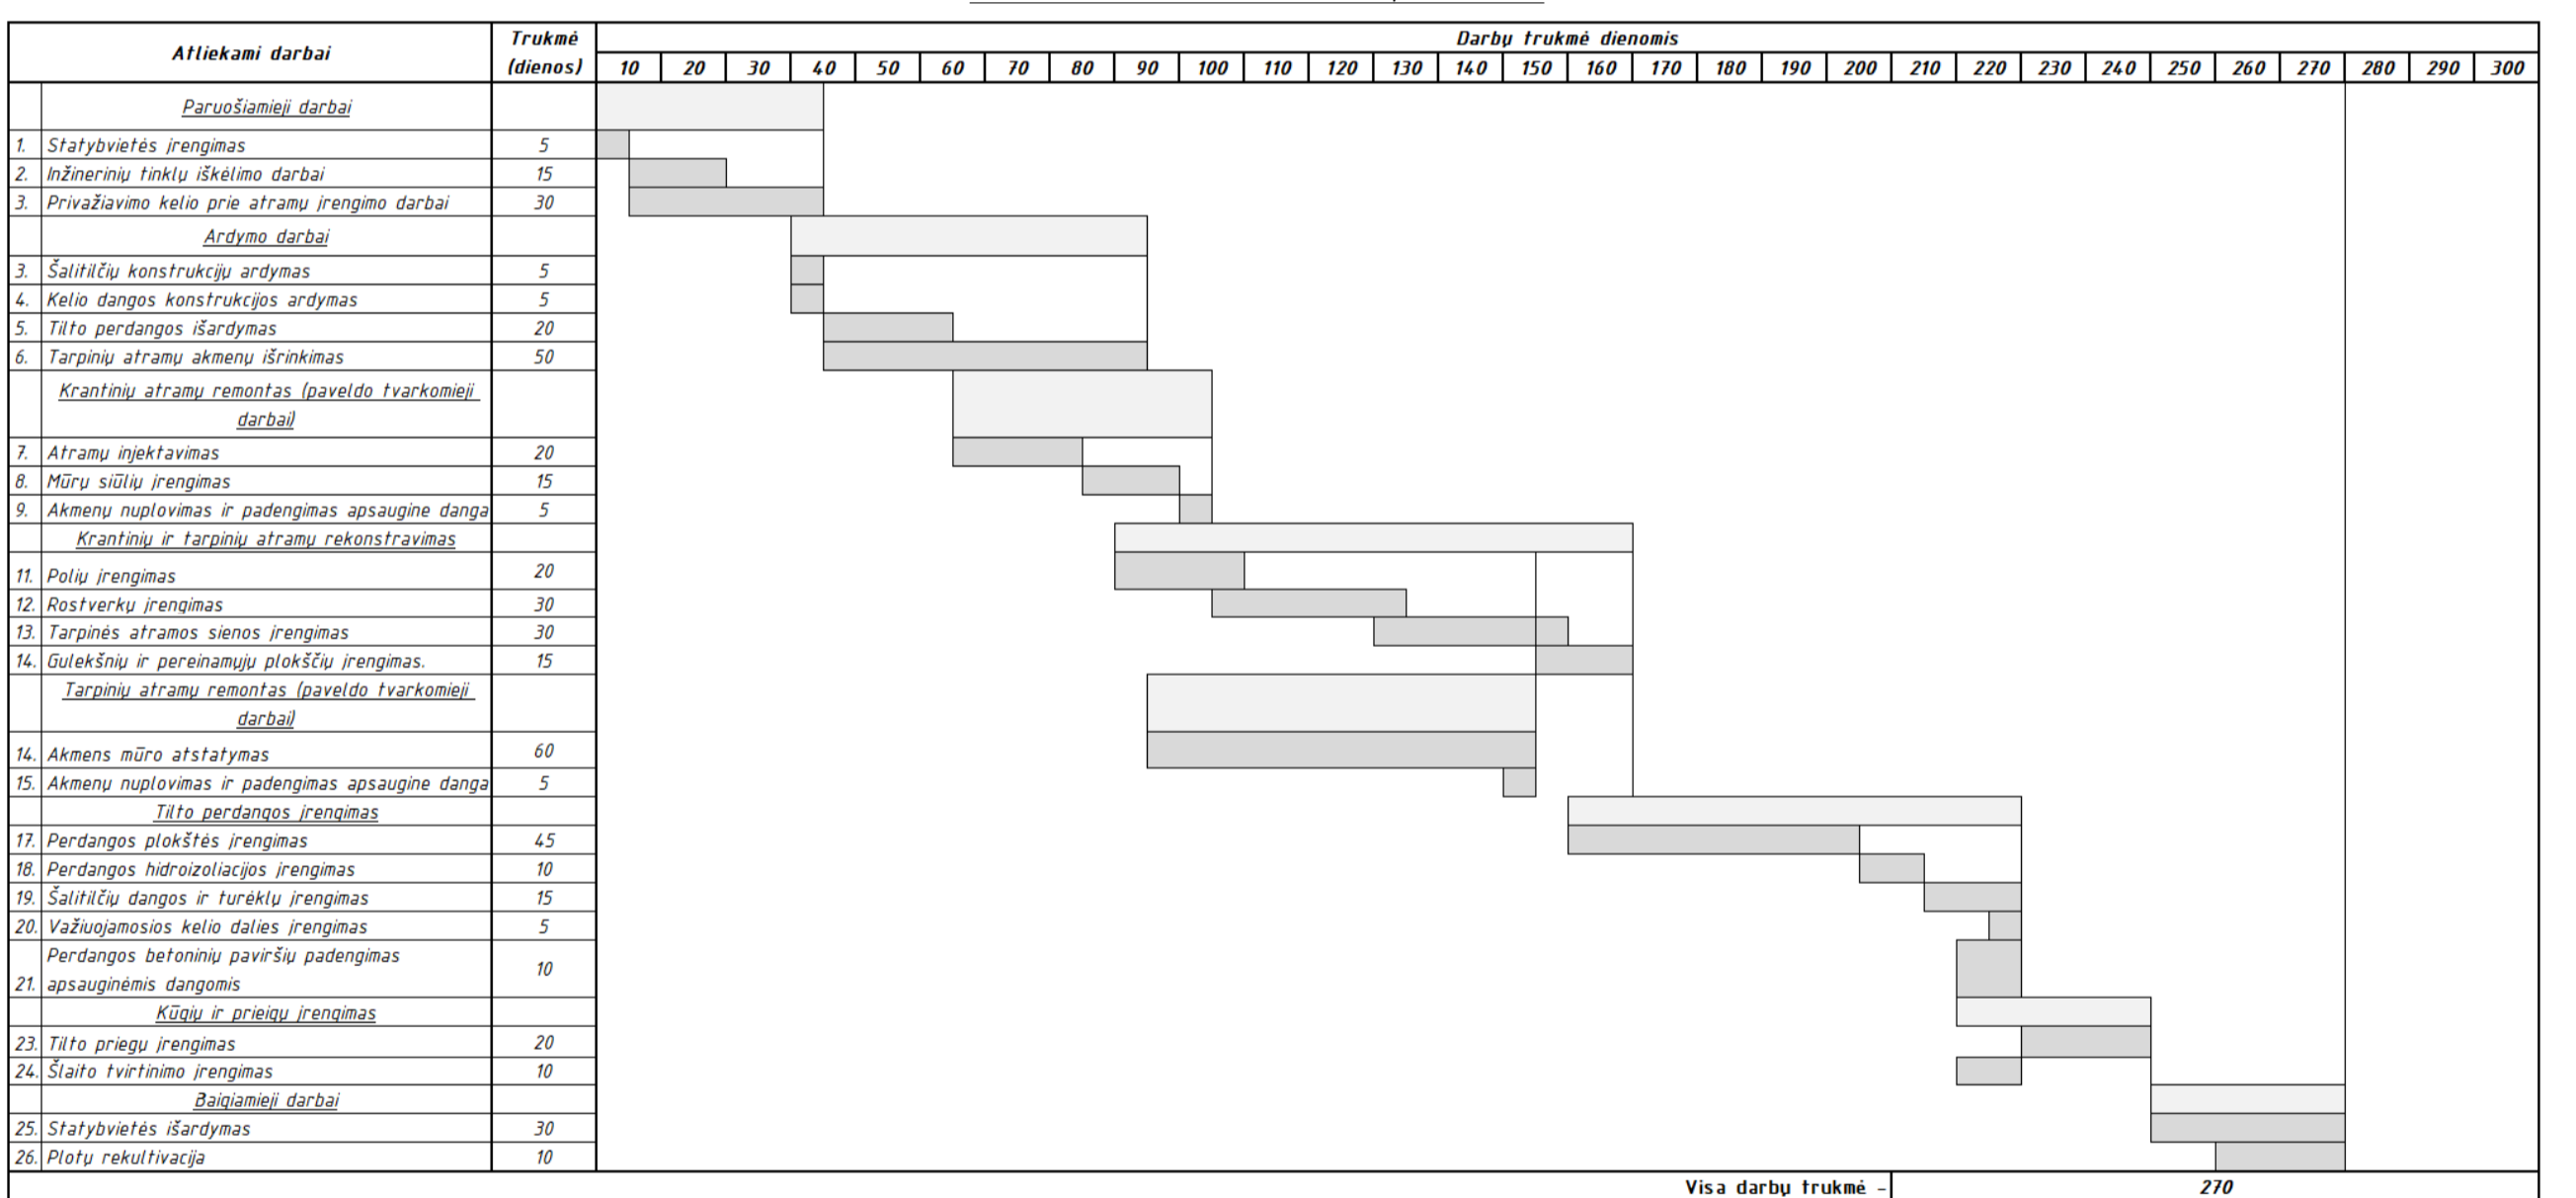 Atliekami darbai
Trukmė
(dienos)
Darbų trukmė dienomis
10 20 30 40 50 60 70 80 90 100 110 120 130 140 150 160 170 180 190 200 210 220 230 240 250 260 270 280 290 300
Paruošiamieji darbai
1. Statybvietės įrengimas 5
2. Inžinerinių tinklų iškėlimo darbai 15
3. Privažiavimo kelio prie atramų įrengimo darbai 30
Ardymo darbai
3. Šalitilčių konstrukcijų ardymas 5
4. Kelio dangos konstrukcijos ardymas 5
5. Tilto perdangos išardymas 20
6. Tarpinių atramų akmenų išrinkimas 50
Krantinių atramų remontas (paveldo tvarkomieji
darbai)
7. Atramų injektavimas 20
8. Mūrų siūlių įrengimas 15
9. Akmenų nuplovimas ir padengimas apsaugine danga 5
Krantinių ir tarpinių atramų rekonstravimas
11. Polių įrengimas 20
12. Rostverkų įrengimas 30
13. Tarpinės atramos sienos įrengimas 30
14. Gulekšnių ir pereinamųjų plokščių įrengimas. 15
Tarpinių atramų remontas (paveldo tvarkomieji
darbai)
14. Akmens mūro atstatymas 60
15. Akmenų nuplovimas ir padengimas apsaugine danga 5
Tilto perdangos įrengimas
17. Perdangos plokštės įrengimas 45
18. Perdangos hidroizoliacijos įrengimas 10
19. Šalitilčių dangos ir turėklų įrengimas 15
20. Važiuojamosios kelio dalies įrengimas 5
Perdangos betoninių paviršių padengimas
21. apsauginėmis dangomis 10
Kūgių ir prieigų įrengimas
23. Tilto priegų įrengimas 20
24. Šlaito tvirtinimo įrengimas 10
Baigiamieji darbai
25. Statybvietės išardymas 30
26. Plotų rekultivacija 10
Visa darbų trukmė - 270